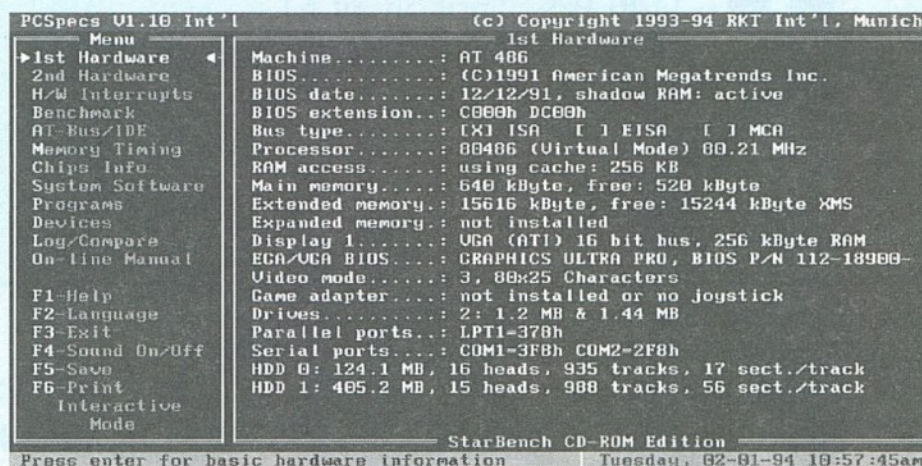 PCSpecs V1.10 Int'l (c) Copyright 1993-94 RKT Int'l, Munich
Menu
►1st Hardware ◄
2nd Hardware
H/W Interrupts
Benchmark
AT-Bus/IDE
Memory Timing
Chips Info
System Software
Programs
Devices
Log/Compare
On-line Manual
F1-Help
F2-Language
F3-Exit
F4-Sound On/Off
F5-Save
F6-Print
Interactive
Mode
1st Hardware
Machine.........: AT 486
BIOS............: (C)1991 American Megatrends Inc.
BIOS date.......: 12/12/91, shadow RAM: active
BIOS extension..: C000h DC00h
Bus type........: [X] ISA [ ] EISA [ ] MCA
Processor.......: 80486 (Virtual Mode) 80.21 MHz
RAM access......: using cache: 256 KB
Main memory.....: 640 kByte, free: 520 kByte
Extended memory.: 15616 kByte, free: 15244 kByte XMS
Expanded memory.: not installed
Display 1.......: VGA (ATI) 16 bit bus, 256 kByte RAM
EGA/VGA BIOS....: GRAPHICS ULTRA PRO, BIOS P/N 112-18900-
Video mode......: 3, 80x25 Characters
Game adapter....: not installed or no joystick
Drives..........: 2: 1.2 MB & 1.44 MB
Parallel ports..: LPT1=378h
Serial ports....: COM1=3F8h COM2=2F8h
HDD 0: 124.1 MB, 16 heads, 935 tracks, 17 sect./track
HDD 1: 405.2 MB, 15 heads, 988 tracks, 56 sect./track
StarBench CD-ROM Edition
Press enter for basic hardware information Tuesday, 02-01-94 10:57:45am